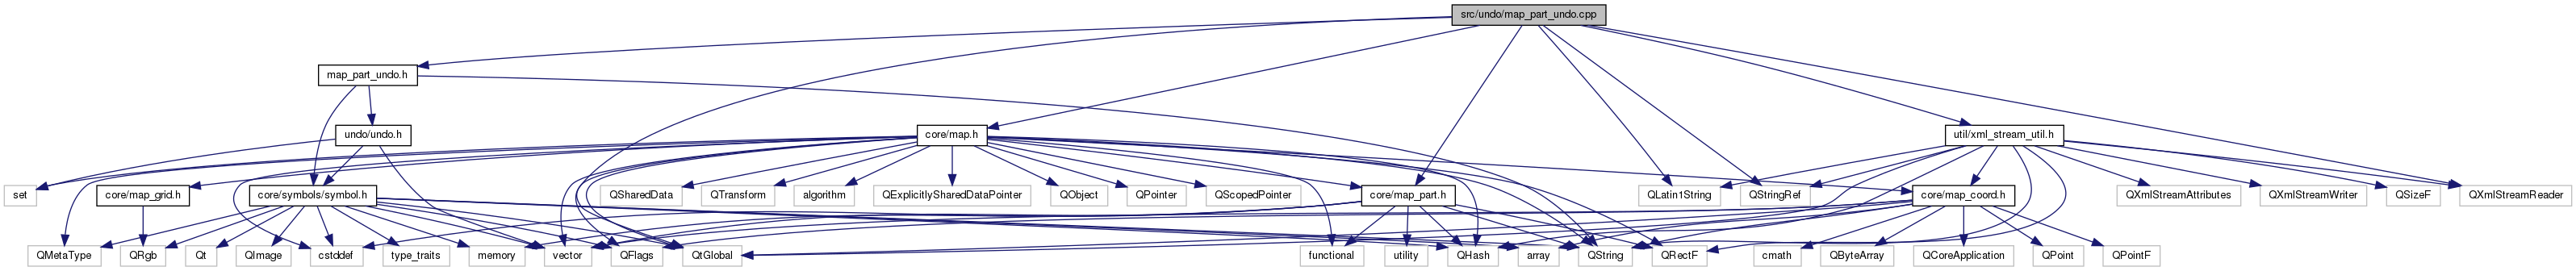 src/undo/map_part_undo.cpp
map_part_undo.h
undo/undo.h
core/map.h
util/xml_stream_util.h
set
core/map_grid.h
core/symbols/symbol.h
QSharedData
QTransform
algorithm
QExplicitlySharedDataPointer
QObject
QPointer
QScopedPointer
core/map_part.h
QLatin1String
QStringRef
core/map_coord.h
QXmlStreamAttributes
QXmlStreamWriter
QSizeF
QXmlStreamReader
QMetaType
QRgb
Qt
QImage
cstddef
type_traits
memory
vector
QFlags
QtGlobal
functional
utility
QHash
array
QString
QRectF
cmath
QByteArray
QCoreApplication
QPoint
QPointF